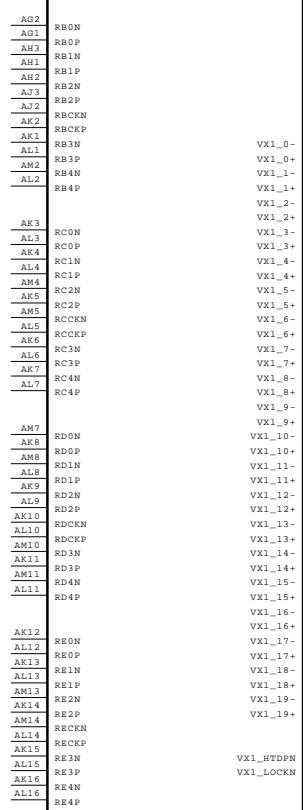 AG2 RB0N
AG1 RB0P
AH3 RB1N
AH1 RB1P
AH2 RB2N
AJ3 RB2P
AJ2 RBCKN
AK2 RBCKP
AK1 RB3N
AL1 RB3P
AM2 RB4N
AL2 RB4P
AK3 RC0N
AL3 RC0P
AK4 RC1N
AL4 RC1P
AM4 RC2N
AK5 RC2P
AM5 RCCKN
AL5 RCCKP
AK6 RC3N
AL6 RC3P
AK7 RC4N
AL7 RC4P
AM7 RD0N
AK8 RD0P
AM8 RD1N
AL8 RD1P
AK9 RD2N
AL9 RD2P
AK10 RDCKN
AL10 RDCKP
AM10 RD3N
AK11 RD3P
AM11 RD4N
AL11 RD4P
AK12 RE0N
AL12 RE0P
AK13 RE1N
AL13 RE1P
AM13 RE2N
AK14 RE2P
AM14 RECKN
AL14 RECKP
AK15 RE3N
AL15 RE3P
AK16 RE4N
AL16 RE4P
VX1_0-
VX1_0+
VX1_1-
VX1_1+
VX1_2-
VX1_2+
VX1_3-
VX1_3+
VX1_4-
VX1_4+
VX1_5-
VX1_5+
VX1_6-
VX1_6+
VX1_7-
VX1_7+
VX1_8-
VX1_8+
VX1_9-
VX1_9+
VX1_10-
VX1_10+
VX1_11-
VX1_11+
VX1_12-
VX1_12+
VX1_13-
VX1_13+
VX1_14-
VX1_14+
VX1_15-
VX1_15+
VX1_16-
VX1_16+
VX1_17-
VX1_17+
VX1_18-
VX1_18+
VX1_19-
VX1_19+
VX1_HTDPN
VX1_LOCKN